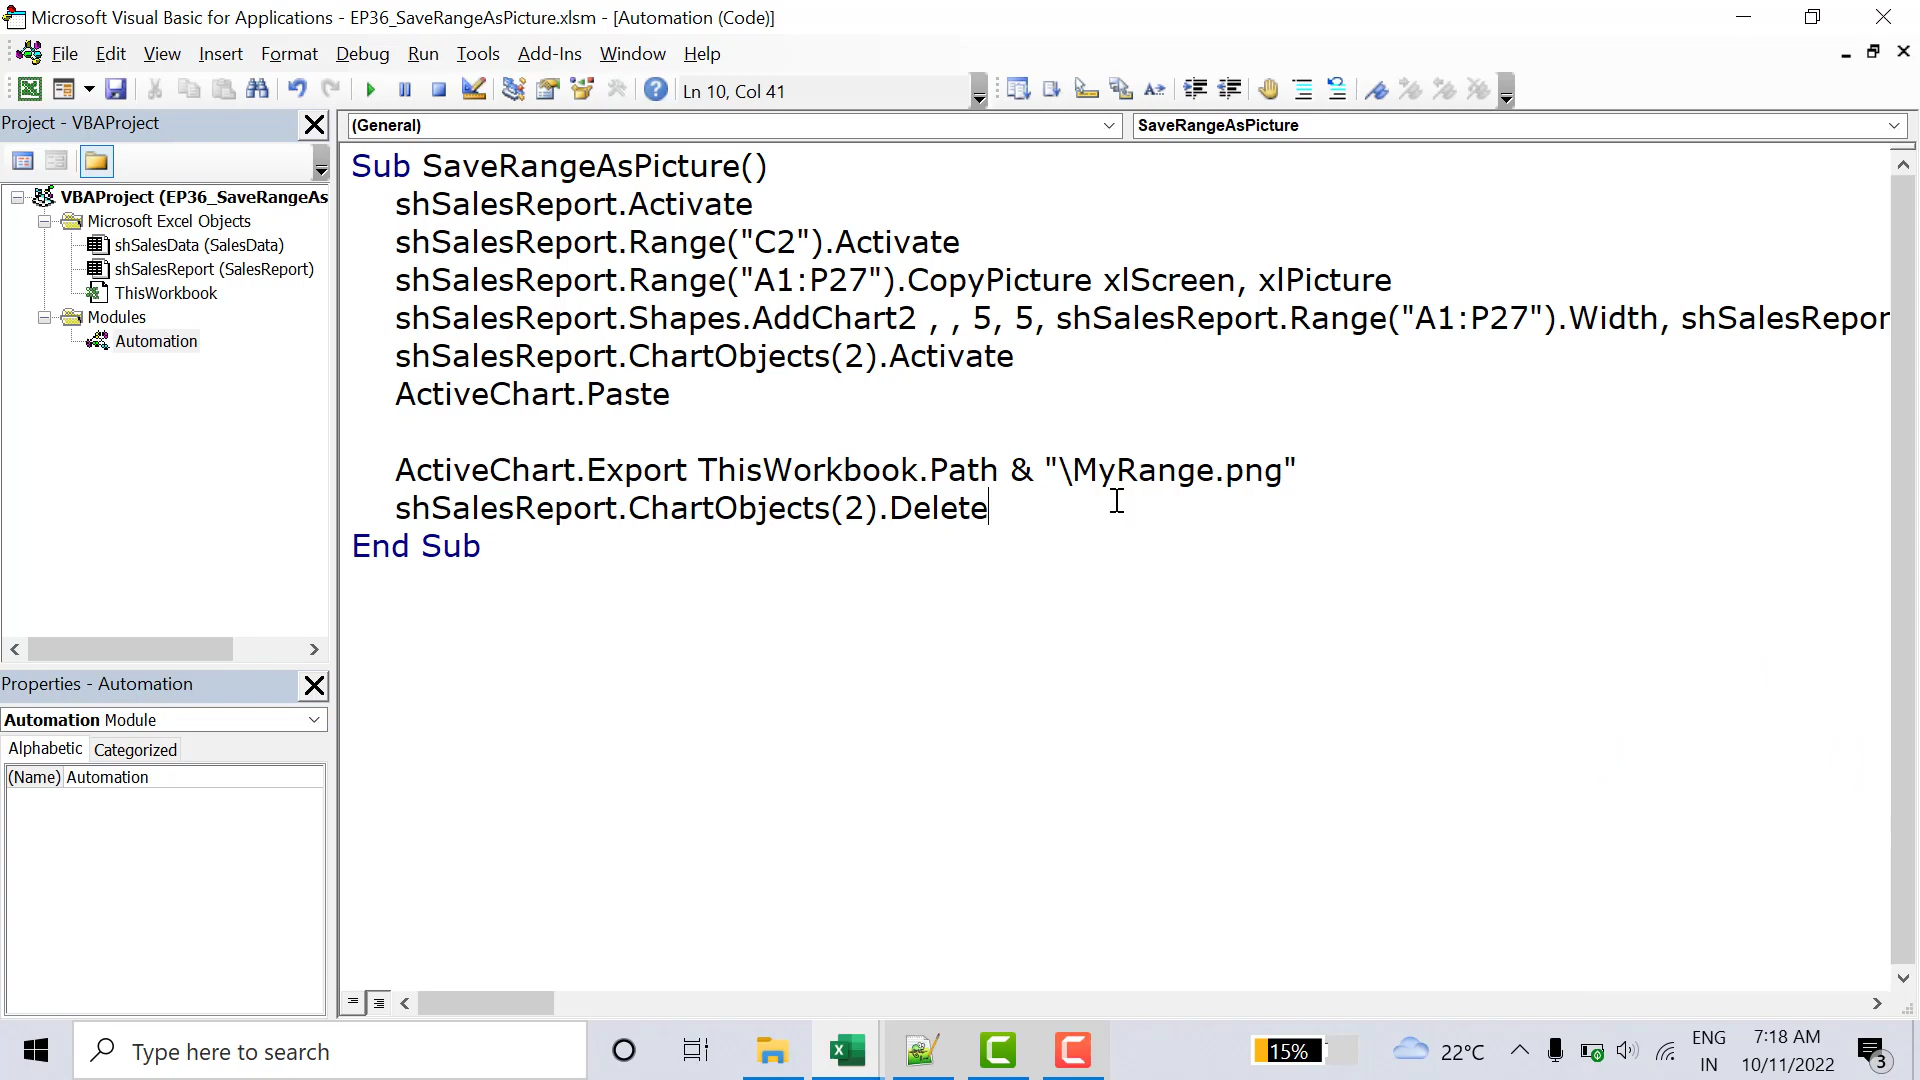 Microsoft Visual Basic for Applications - EP36_SaveRangeAsPicture.xlsm - [Automation (Code)]
File Edit View Insert Format Debug Run Tools Add-Ins Window Help
Ln 10, Col 41
Project - VBAProject
(General)
SaveRangeAsPicture
VBAProject (EP36_SaveRangeAs
Microsoft Excel Objects
shSalesData (SalesData)
shSalesReport (SalesReport)
ThisWorkbook
Modules
Automation
Sub SaveRangeAsPicture()
shSalesReport.Activate
shSalesReport.Range("C2").Activate
shSalesReport.Range("A1:P27").CopyPicture xlScreen, xlPicture
shSalesReport.Shapes.AddChart2 , , 5, 5, shSalesReport.Range("A1:P27").Width, shSalesRepor
shSalesReport.ChartObjects(2).Activate
ActiveChart.Paste
ActiveChart.Export ThisWorkbook.Path & "\MyRange.png"
shSalesReport.ChartObjects(2).Delete
End Sub
Properties - Automation
Automation Module
Alphabetic Categorized
(Name) Automation
Type here to search
15%
22°C
ENG
IN
7:18 AM
10/11/2022
3